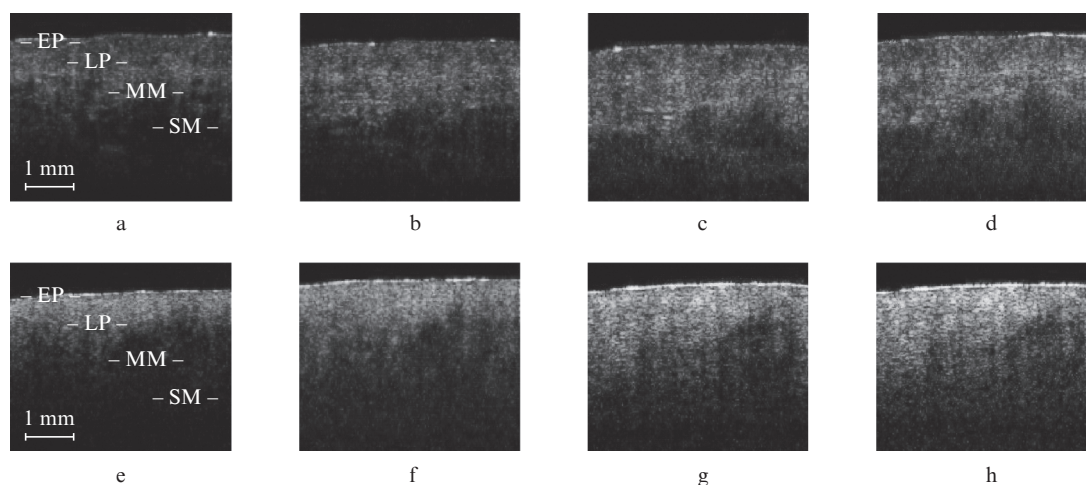 – EP –
– LP –
– MM –
– SM –
1 mm
a
b
c
d
– EP –
– LP –
– MM –
– SM –
1 mm
e
f
g
h